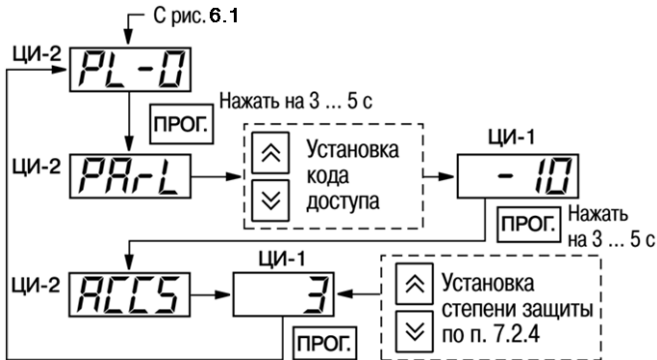 С рис. 6.1
ЦИ-2
PL-0
ПРОГ.
Нажать на 3 ... 5 с
ЦИ-2
PArL
Установка
кода
доступа
ЦИ-1
- 10
ПРОГ.
Нажать
на 3 ... 5 с
ЦИ-2
ACCS
ЦИ-1
3
Установка
степени защиты
по п. 7.2.4
ПРОГ.